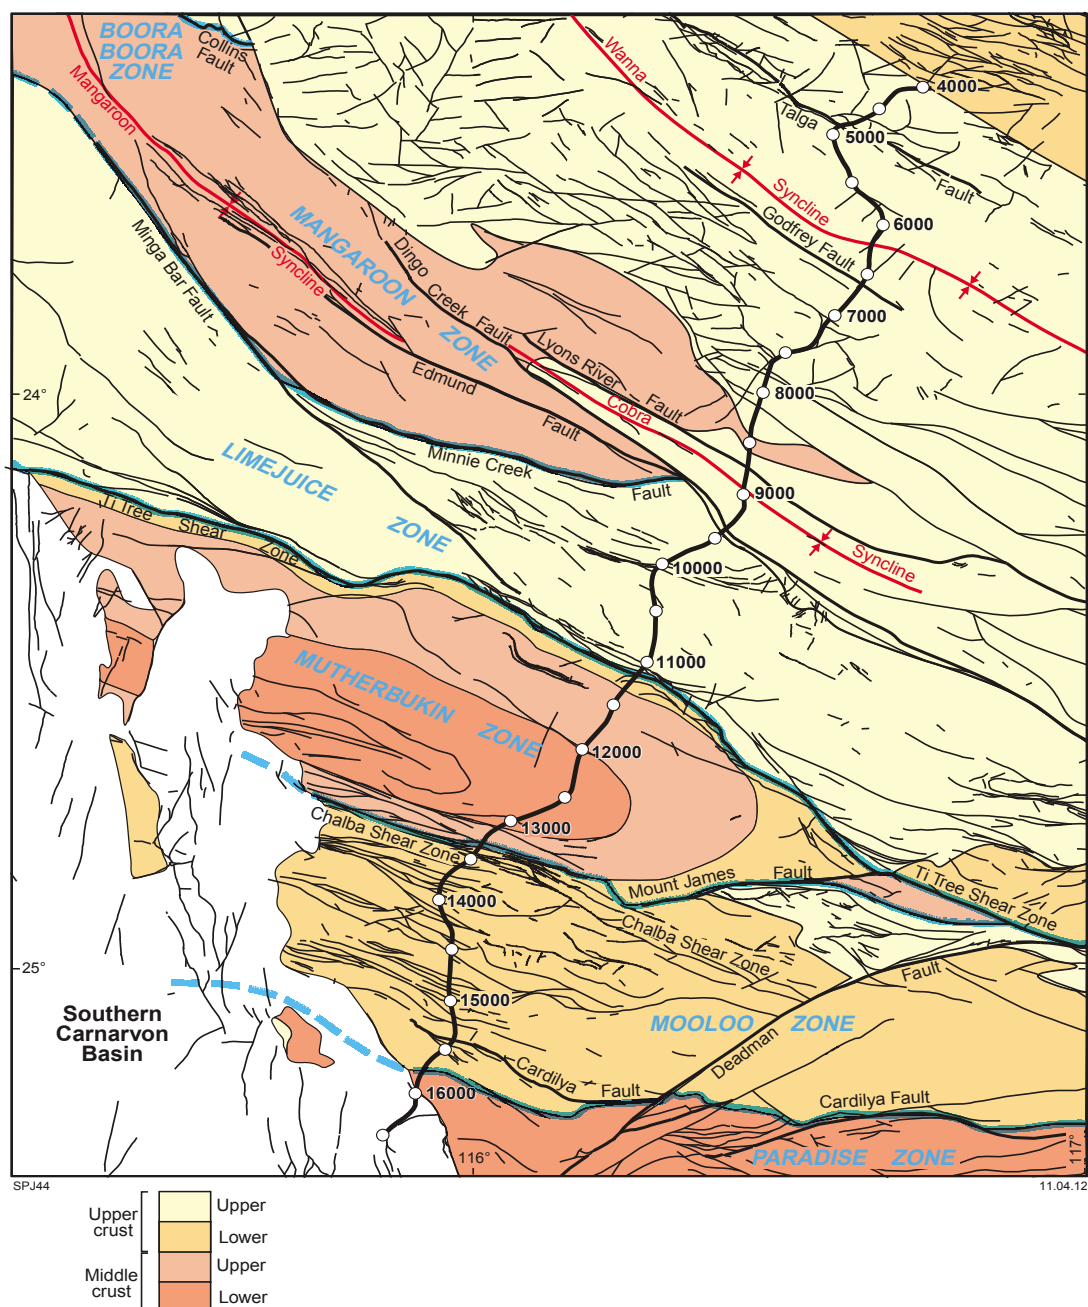 BOORA
BOORA
ZONE
Collins
Fault
Mangaroon
Syncline
Wanna
Syncline
Talga
Fault
4000
5000
6000
Godfrey Fault
7000
MANGAROON
ZONE
Dingo
Creek
Fault
Minga Bar Fault
Lyons River
Fault
Edmund
Fault
Cobra
Syncline
8000
24°
LIMEJUICE
ZONE
Minnie Creek
Fault
9000
Ti Tree
Shear
Zone
10000
11000
MUTHERBUKIN
ZONE
12000
13000
Chalba Shear Zone
Mount James
Fault
Ti Tree Shear Zone
14000
Chalba Shear Zone
25°
Fault
15000
Southern
Carnarvon
Basin
MOOLOO
ZONE
Deadman
Cardilya
Fault
16000
Cardilya Fault
116°
PARADISE
ZONE
117°
SPJ44
11.04.12
Upper
crust
Upper
Lower
Middle
crust
Upper
Lower